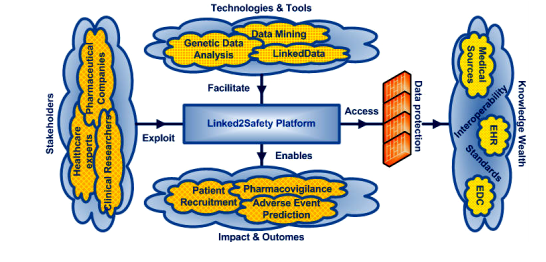 Technologies & Tools
Data Mining
Genetic Data
Analysis
LinkedData
Facilitate
Stakeholders
Pharmaceutical
Companies
Healthcare
experts
Clinical Researchers
Exploit
Linked2Safety Platform
Access
Data protection
Enables
Patient
Recruitment
Pharmacovigilance
Adverse Event
Prediction
Impact & Outcomes
Medical
Sources
Interoperability
EHR
Standards
EDC
Knowledge Wealth